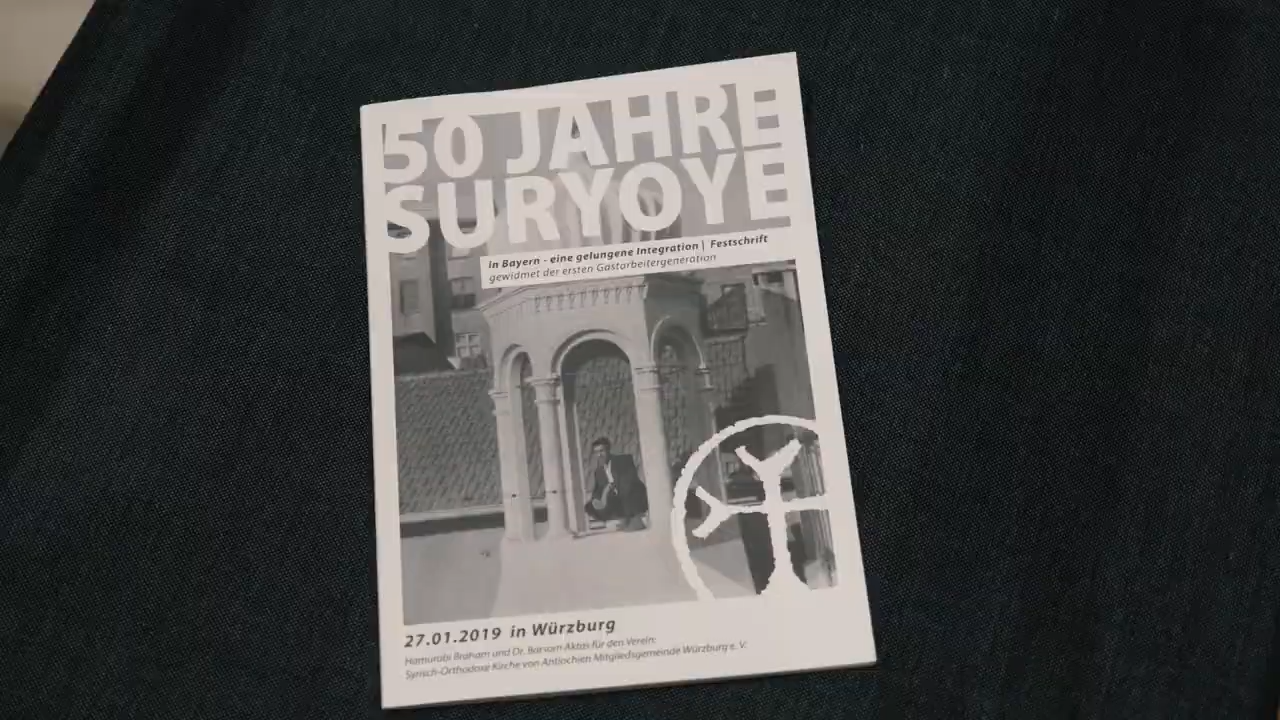 50 JAHRE
SURYOYE
in Bayern - eine gelungene Integration | Festschrift
gewidmet der ersten Gastarbeitergeneration
27.01.2019 in Würzburg
Hamurabi Braham und Dr. Barsom Aktas für den Verein:
Syrisch-Orthodoxe Kirche von Antiochien Mitgliedsgemeinde Würzburg e. V.